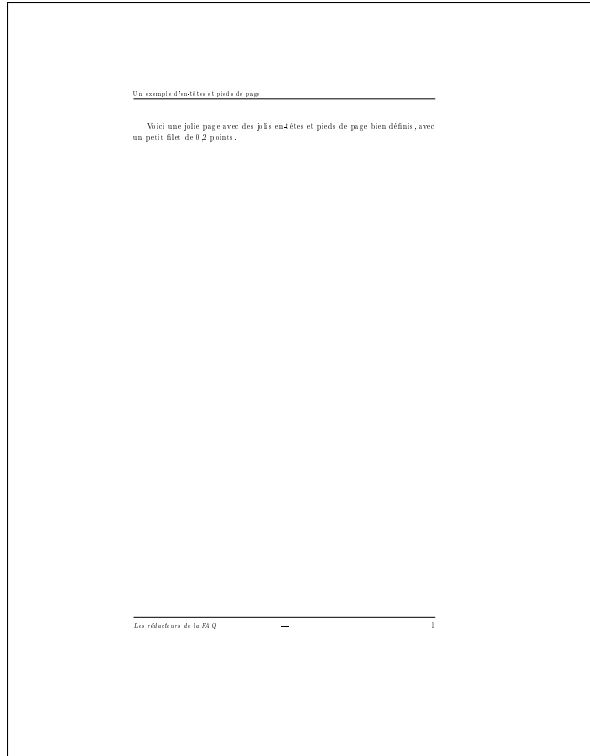 Un exemple d'en-têtes et pieds de page
Voici une jolie page avec des jolis en-têtes et pieds de page bien définis, avec
un petit filet de 0,2 points.
Les rédacteurs de la FAQ — 1